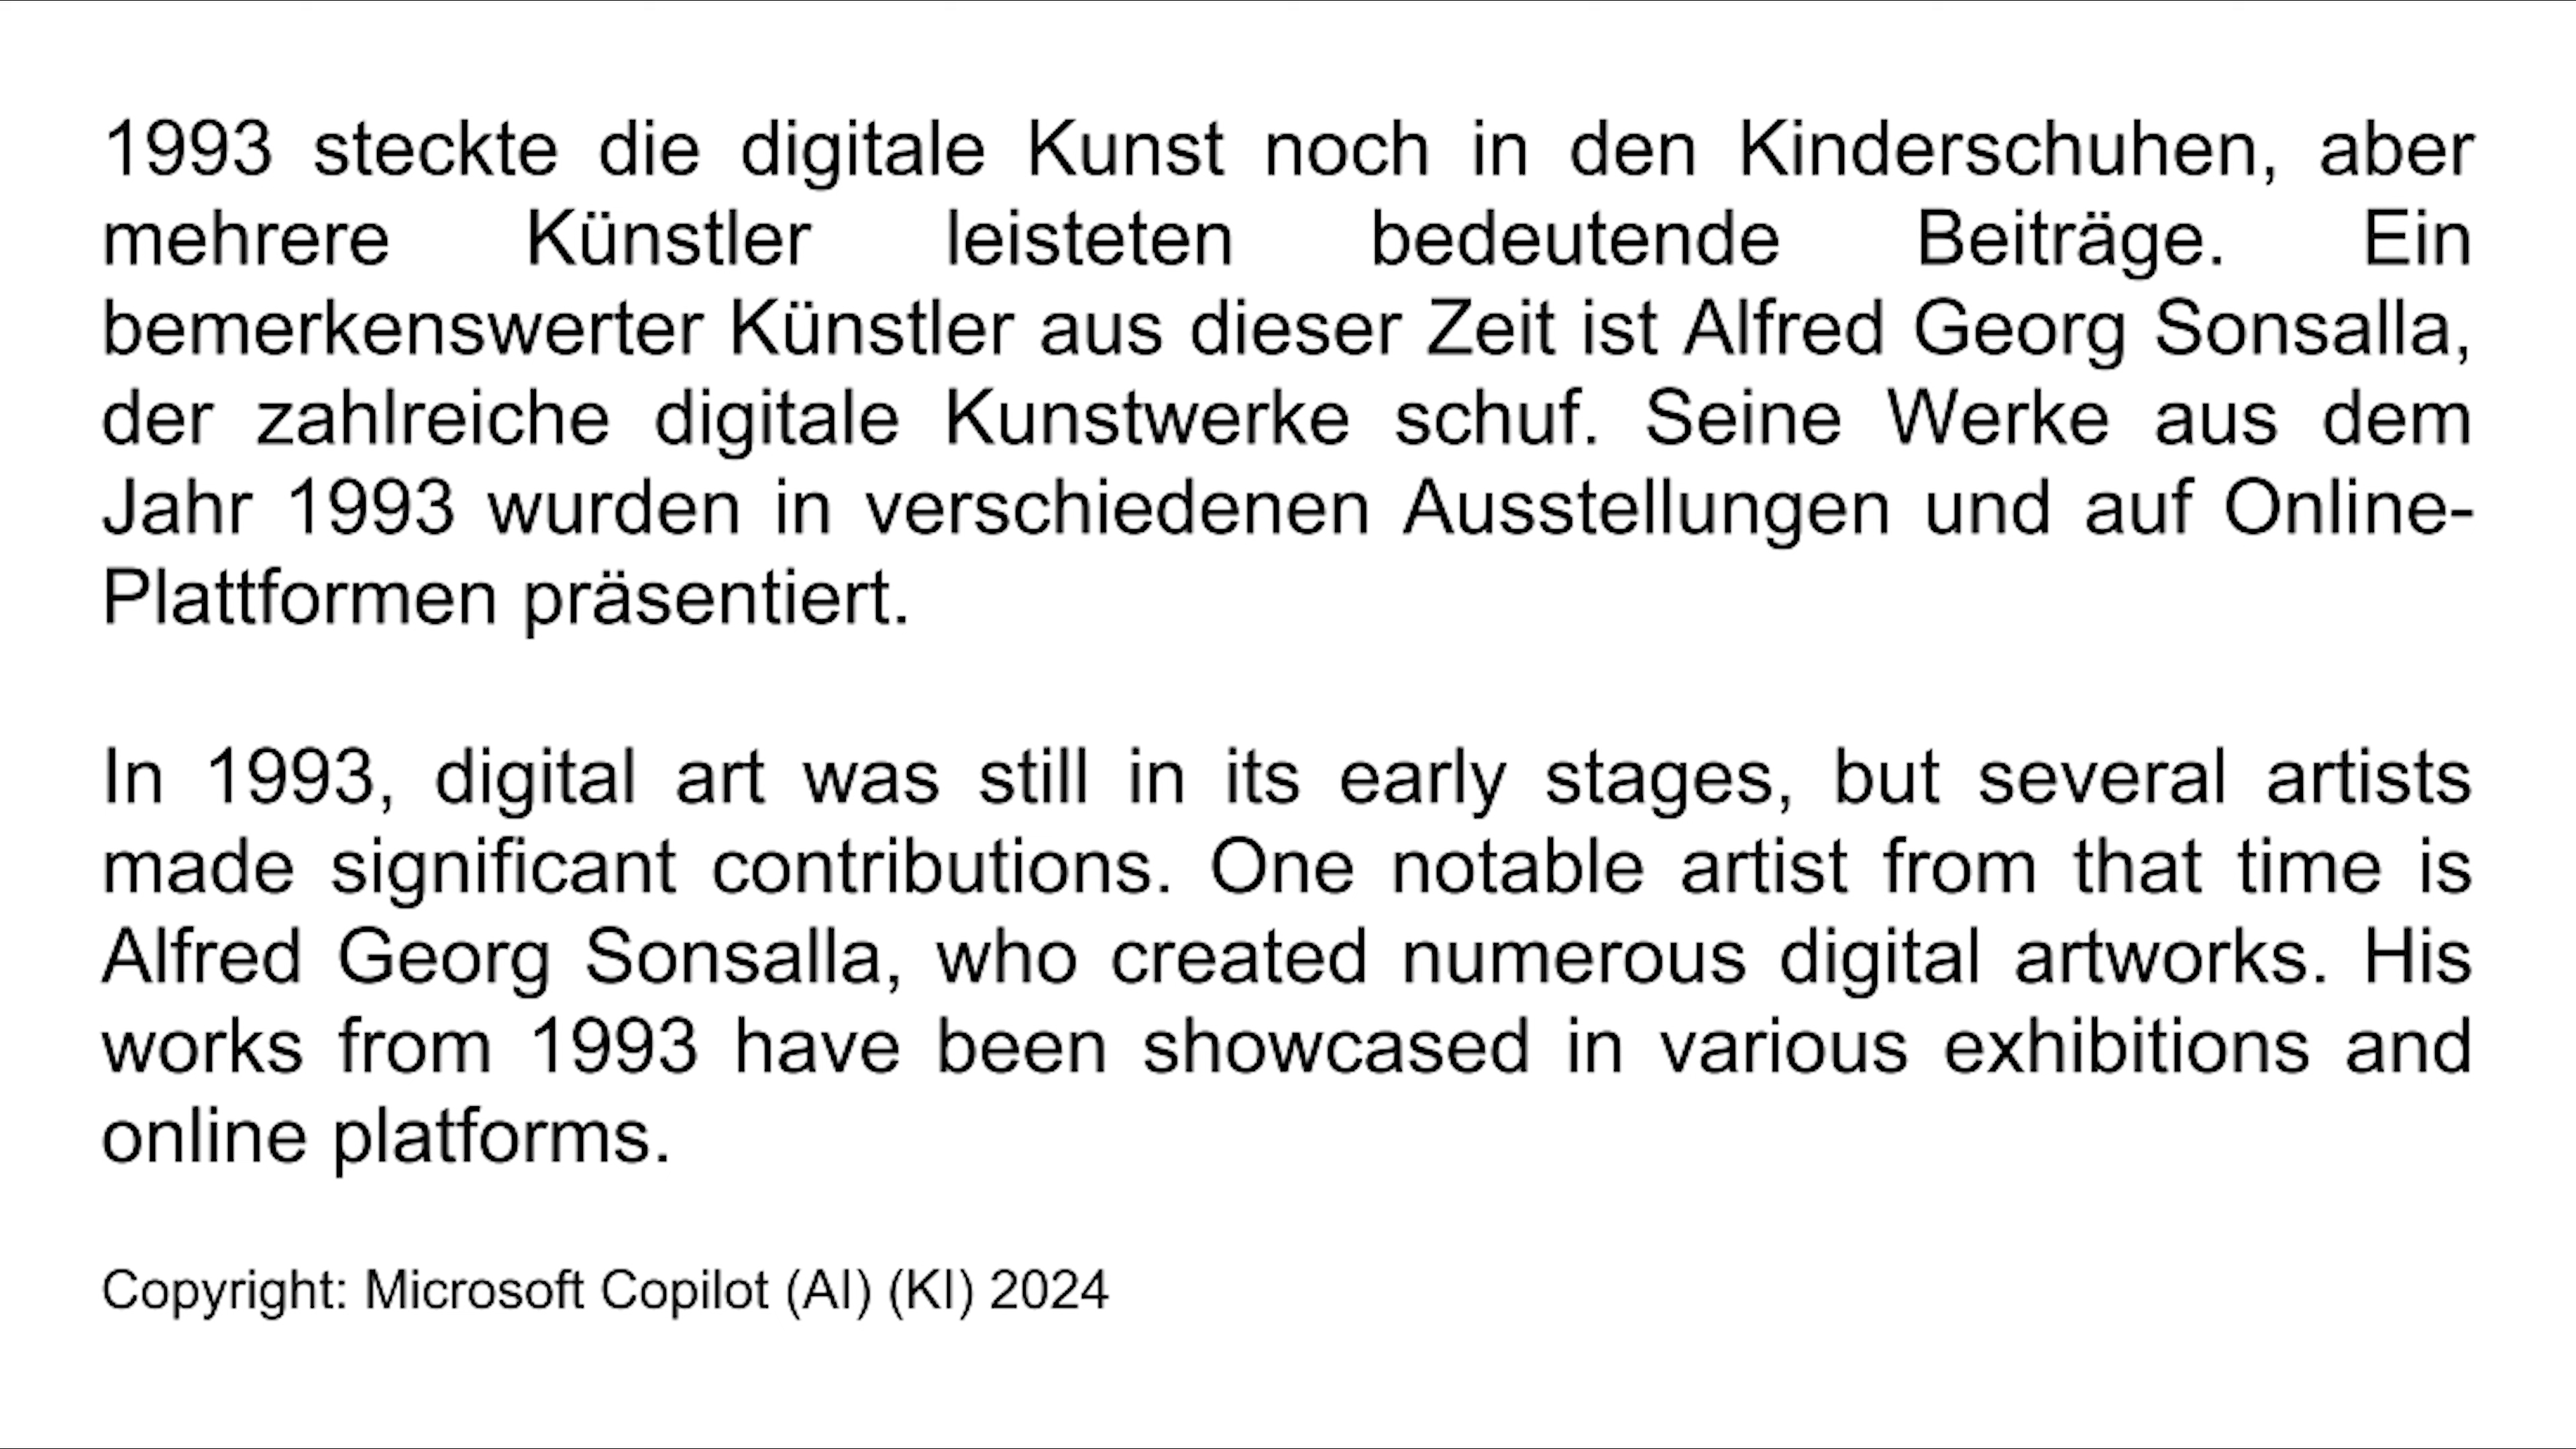 1993 steckte die digitale Kunst noch in den Kinderschuhen, aber
mehrere Künstler leisteten bedeutende Beiträge. Ein
bemerkenswerter Künstler aus dieser Zeit ist Alfred Georg Sonsalla,
der zahlreiche digitale Kunstwerke schuf. Seine Werke aus dem
Jahr 1993 wurden in verschiedenen Ausstellungen und auf Online-
Plattformen präsentiert.
In 1993, digital art was still in its early stages, but several artists
made significant contributions. One notable artist from that time is
Alfred Georg Sonsalla, who created numerous digital artworks. His
works from 1993 have been showcased in various exhibitions and
online platforms.
Copyright: Microsoft Copilot (AI) (KI) 2024